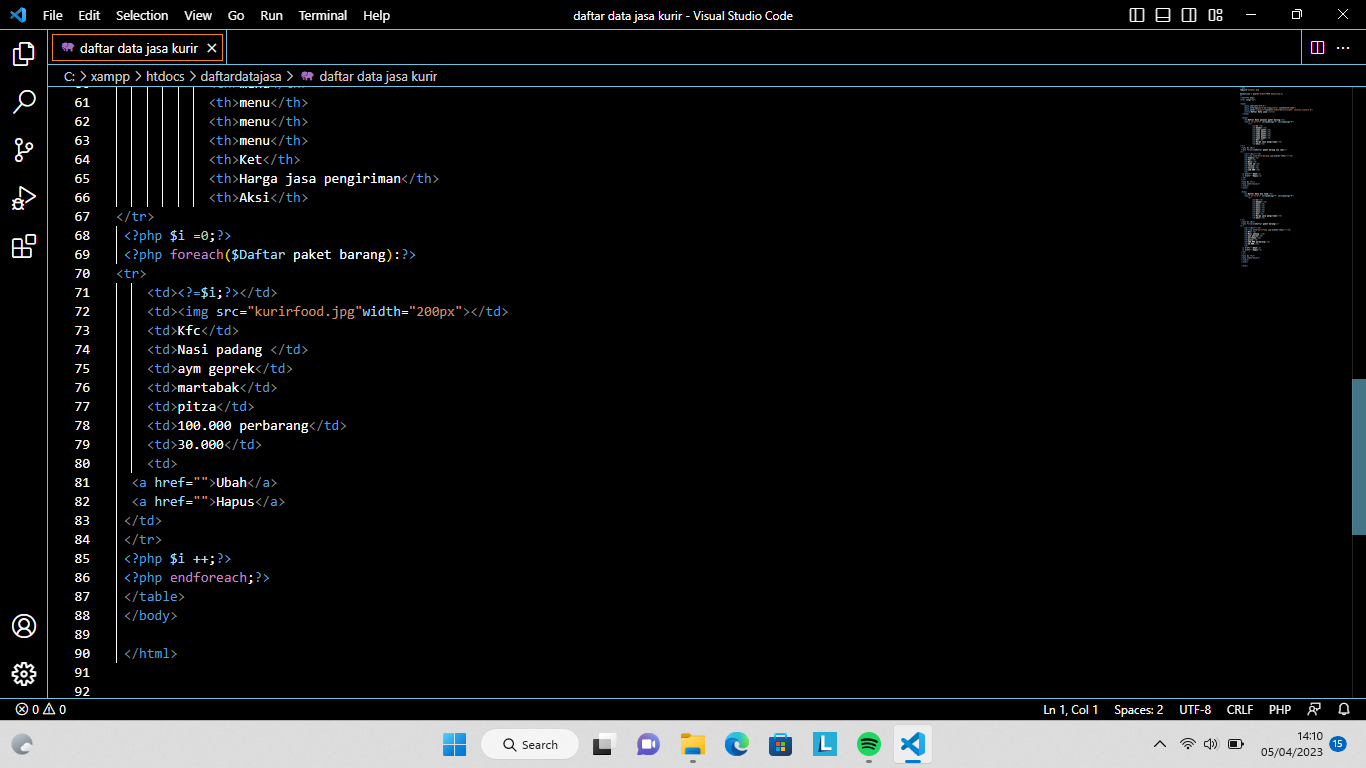 File Edit Selection View Go Run Terminal Help daftar data jasa kurir - Visual Studio Code
daftar data jasa kurir
C: > xampp > htdocs > daftardatajasa > daftar data jasa kurir
61 <th>menu</th>
62 <th>menu</th>
63 <th>menu</th>
64 <th>Ket</th>
65 <th>Harga jasa pengiriman</th>
66 <th>Aksi</th>
67 </tr>
68 <?php $i =0;?>
69 <?php foreach($Daftar paket barang):?>
70 <tr>
71 <td><?=$i;?></td>
72 <td><img src="kurirfood.jpg"width="200px"></td>
73 <td>Kfc</td>
74 <td>Nasi padang </td>
75 <td>aym geprek</td>
76 <td>martabak</td>
77 <td>pitza</td>
78 <td>100.000 perbarang</td>
79 <td>30.000</td>
80 <td>
81 <a href="">Ubah</a>
82 <a href="">Hapus</a>
83 </td>
84 </tr>
85 <?php $i ++;?>
86 <?php endforeach;?>
87 </table>
88 </body>
89
90 </html>
91
92
0 0 Ln 1, Col 1 Spaces: 2 UTF-8 CRLF PHP
Search
14:10
05/04/2023 15